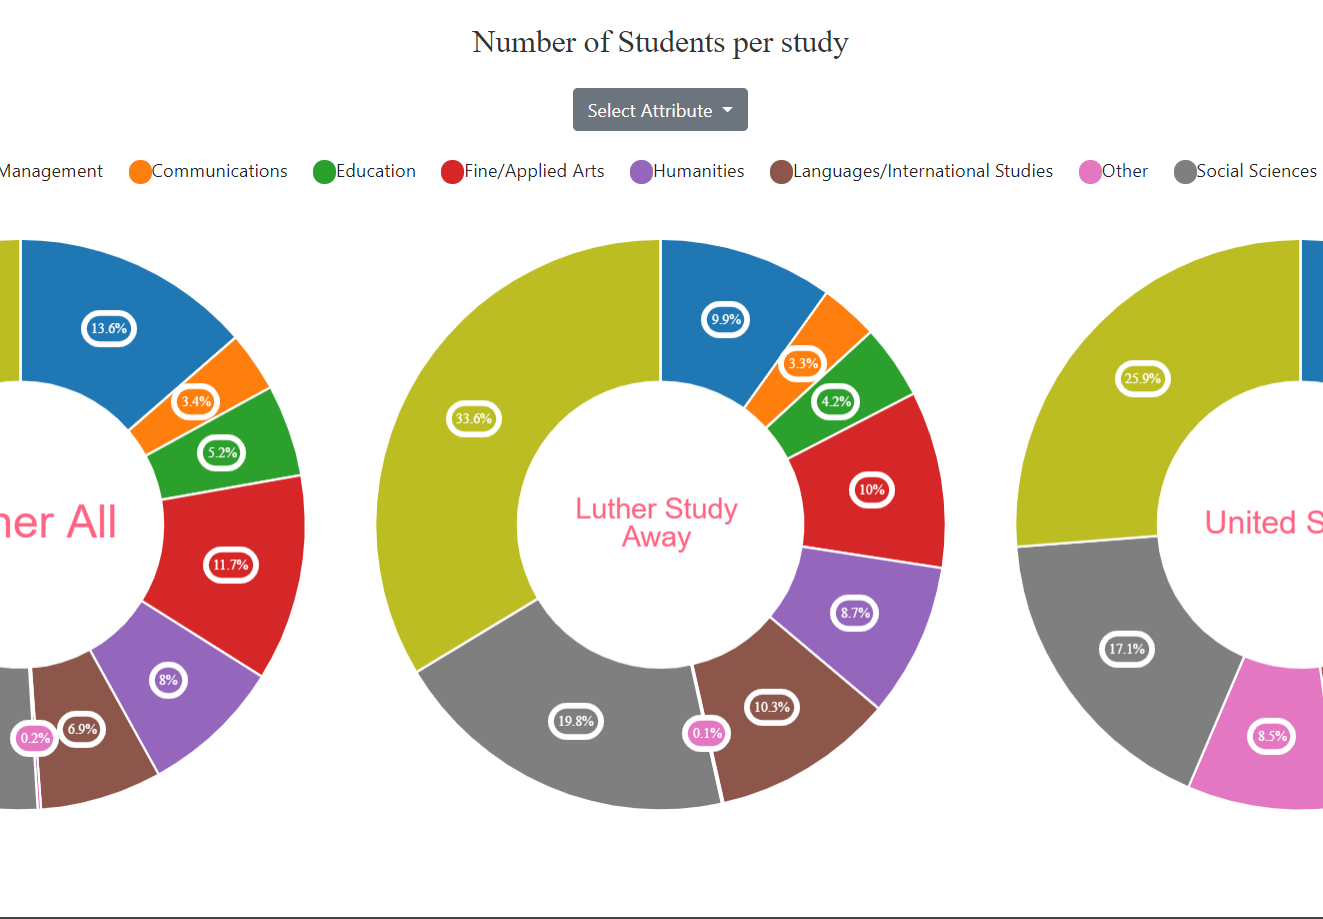 Number of Students per study
Select Attribute
Management Communications Education Fine/Applied Arts Humanities Languages/International Studies Other Social Sciences
13.6%
3.4%
5.2%
11.7%
8%
6.9%
0.2%
ner All
9.9%
3.3%
4.2%
10%
8.7%
10.3%
0.1%
19.8%
33.6%
Luther Study
Away
25.9%
17.1%
8.5%
United S